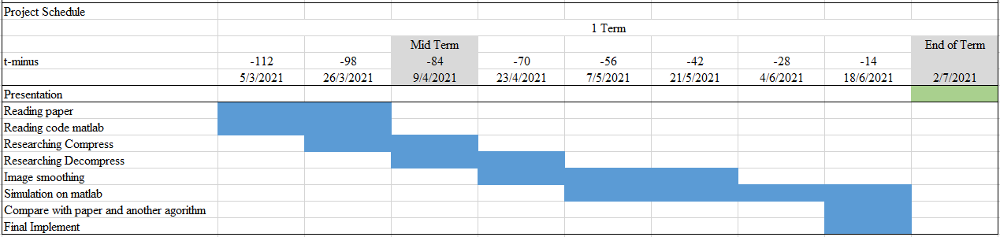 Project Schedule
1 Term
Mid Term End of Term
t-minus -112 -98 -84 -70 -56 -42 -28 -14
5/3/2021 26/3/2021 9/4/2021 23/4/2021 7/5/2021 21/5/2021 4/6/2021 18/6/2021 2/7/2021
Presentation
Reading paper
Reading code matlab
Researching Compress
Researching Decompress
Image smoothing
Simulation on matlab
Compare with paper and another agorithm
Final Implement